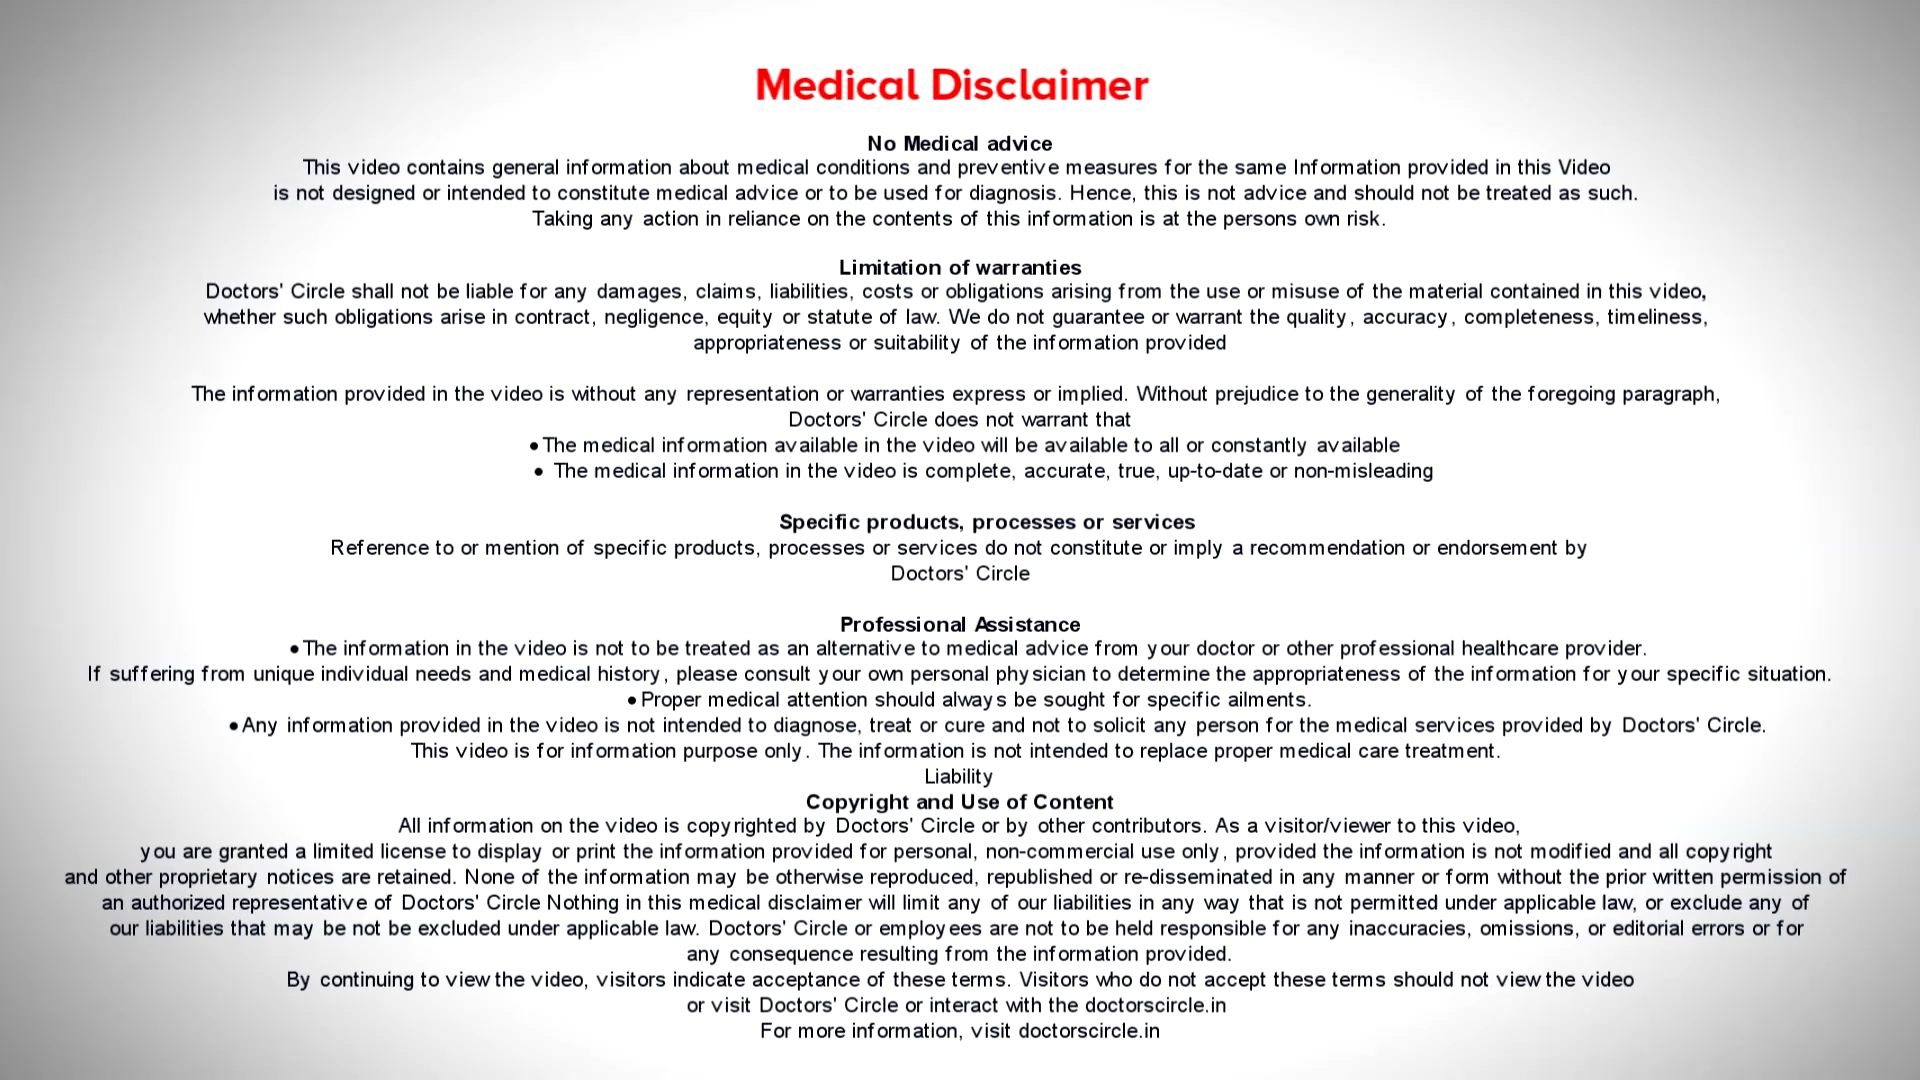 Medical Disclaimer
No Medical advice
This video contains general information about medical conditions and preventive measures for the same Information provided in this Video
is not designed or intended to constitute medical advice or to be used for diagnosis. Hence, this is not advice and should not be treated as such.
Taking any action in reliance on the contents of this information is at the persons own risk.
Limitation of warranties
Doctors' Circle shall not be liable for any damages, claims, liabilities, costs or obligations arising from the use or misuse of the material contained in this video,
whether such obligations arise in contract, negligence, equity or statute of law. We do not guarantee or warrant the quality, accuracy, completeness, timeliness,
appropriateness or suitability of the information provided
The information provided in the video is without any representation or warranties express or implied. Without prejudice to the generality of the foregoing paragraph,
Doctors' Circle does not warrant that
• The medical information available in the video will be available to all or constantly available
• The medical information in the video is complete, accurate, true, up-to-date or non-misleading
Specific products, processes or services
Reference to or mention of specific products, processes or services do not constitute or imply a recommendation or endorsement by
Doctors' Circle
Professional Assistance
• The information in the video is not to be treated as an alternative to medical advice from your doctor or other professional healthcare provider.
If suffering from unique individual needs and medical history, please consult your own personal physician to determine the appropriateness of the information for your specific situation.
• Proper medical attention should always be sought for specific ailments.
• Any information provided in the video is not intended to diagnose, treat or cure and not to solicit any person for the medical services provided by Doctors' Circle.
This video is for information purpose only. The information is not intended to replace proper medical care treatment.
Liability
Copyright and Use of Content
All information on the video is copyrighted by Doctors' Circle or by other contributors. As a visitor/viewer to this video,
you are granted a limited license to display or print the information provided for personal, non-commercial use only, provided the information is not modified and all copyright
and other proprietary notices are retained. None of the information may be otherwise reproduced, republished or re-disseminated in any manner or form without the prior written permission of
an authorized representative of Doctors' Circle Nothing in this medical disclaimer will limit any of our liabilities in any way that is not permitted under applicable law, or exclude any of
our liabilities that may be not be excluded under applicable law. Doctors' Circle or employees are not to be held responsible for any inaccuracies, omissions, or editorial errors or for
any consequence resulting from the information provided.
By continuing to view the video, visitors indicate acceptance of these terms. Visitors who do not accept these terms should not view the video
or visit Doctors' Circle or interact with the doctorscircle.in
For more information, visit doctorscircle.in